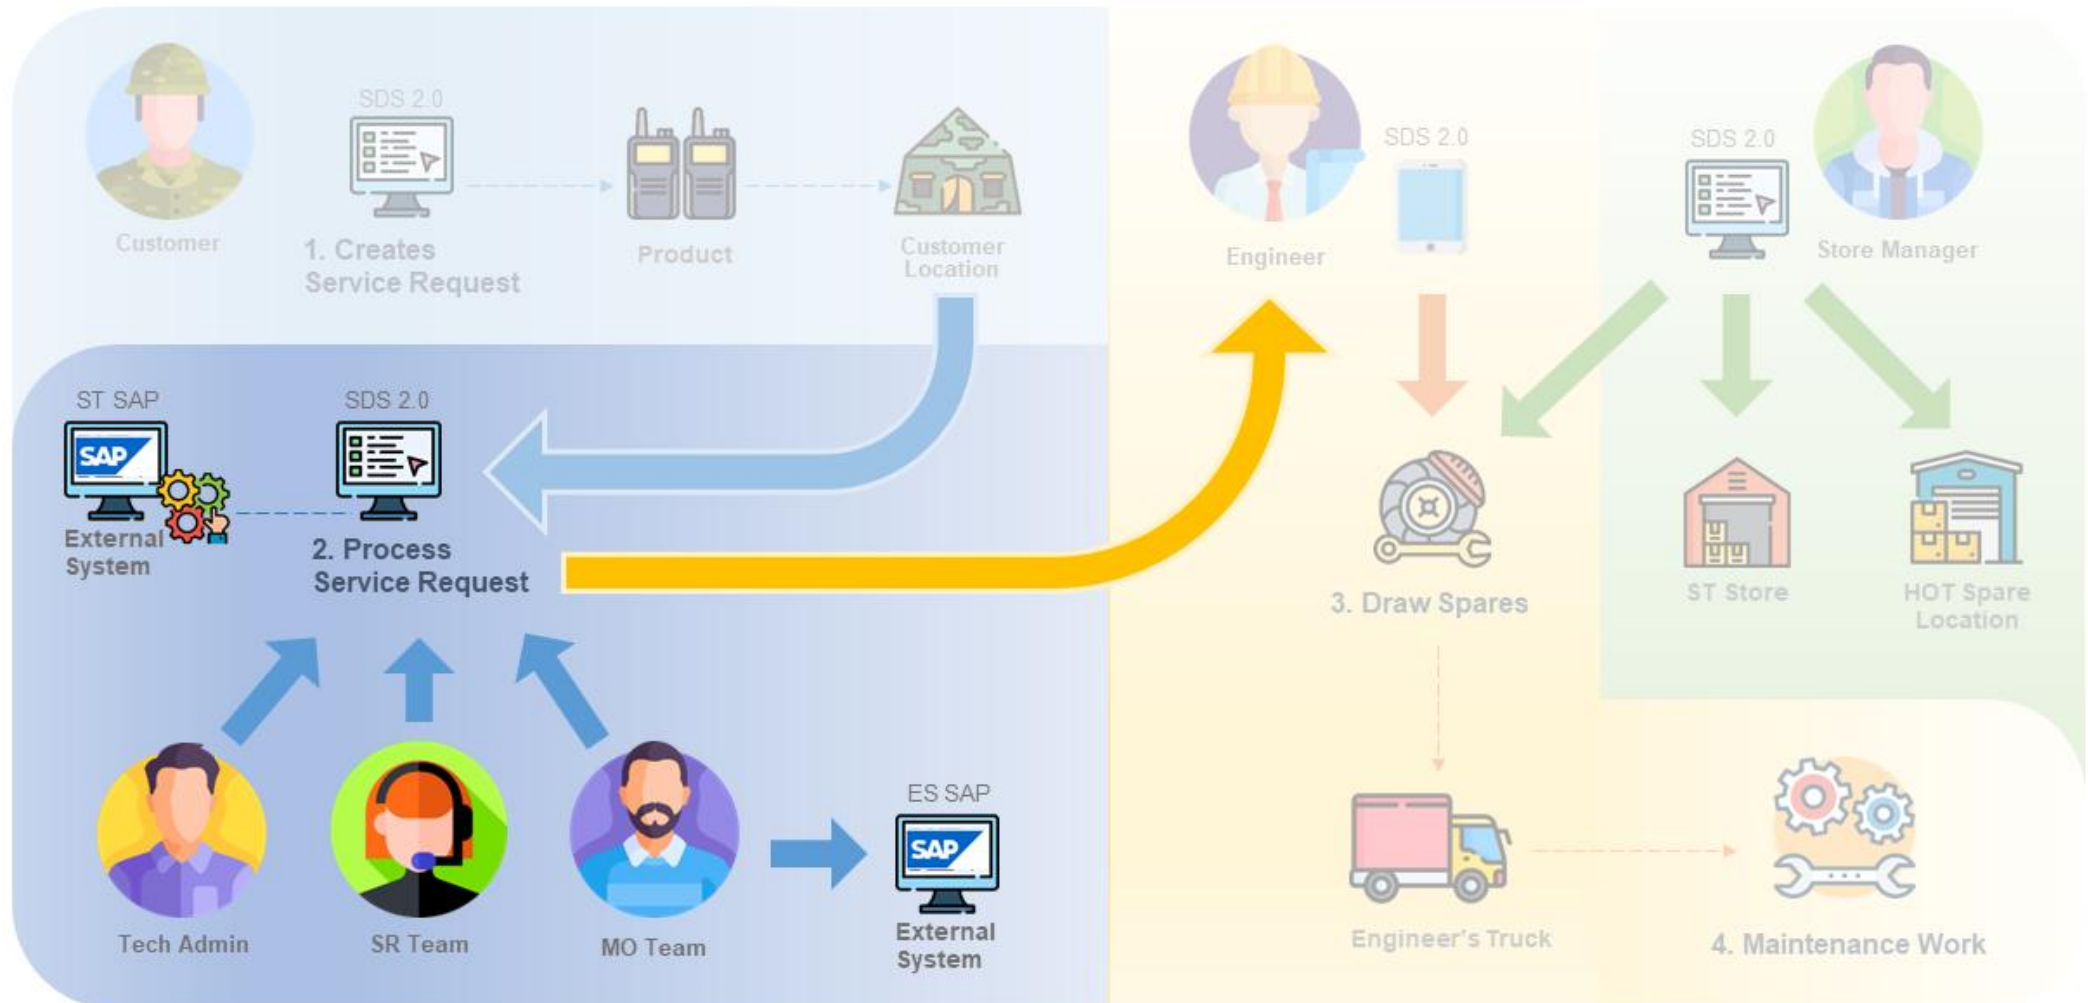 SDS 2.0
Customer
1. Creates
Service Request
Product
Customer
Location
SDS 2.0
Engineer
SDS 2.0
Store Manager
ST SAP
SAP
External
System
SDS 2.0
2. Process
Service Request
3. Draw Spares
ST Store
HOT Spare
Location
Tech Admin
SR Team
MO Team
ES SAP
SAP
External
System
Engineer's Truck
4. Maintenance Work